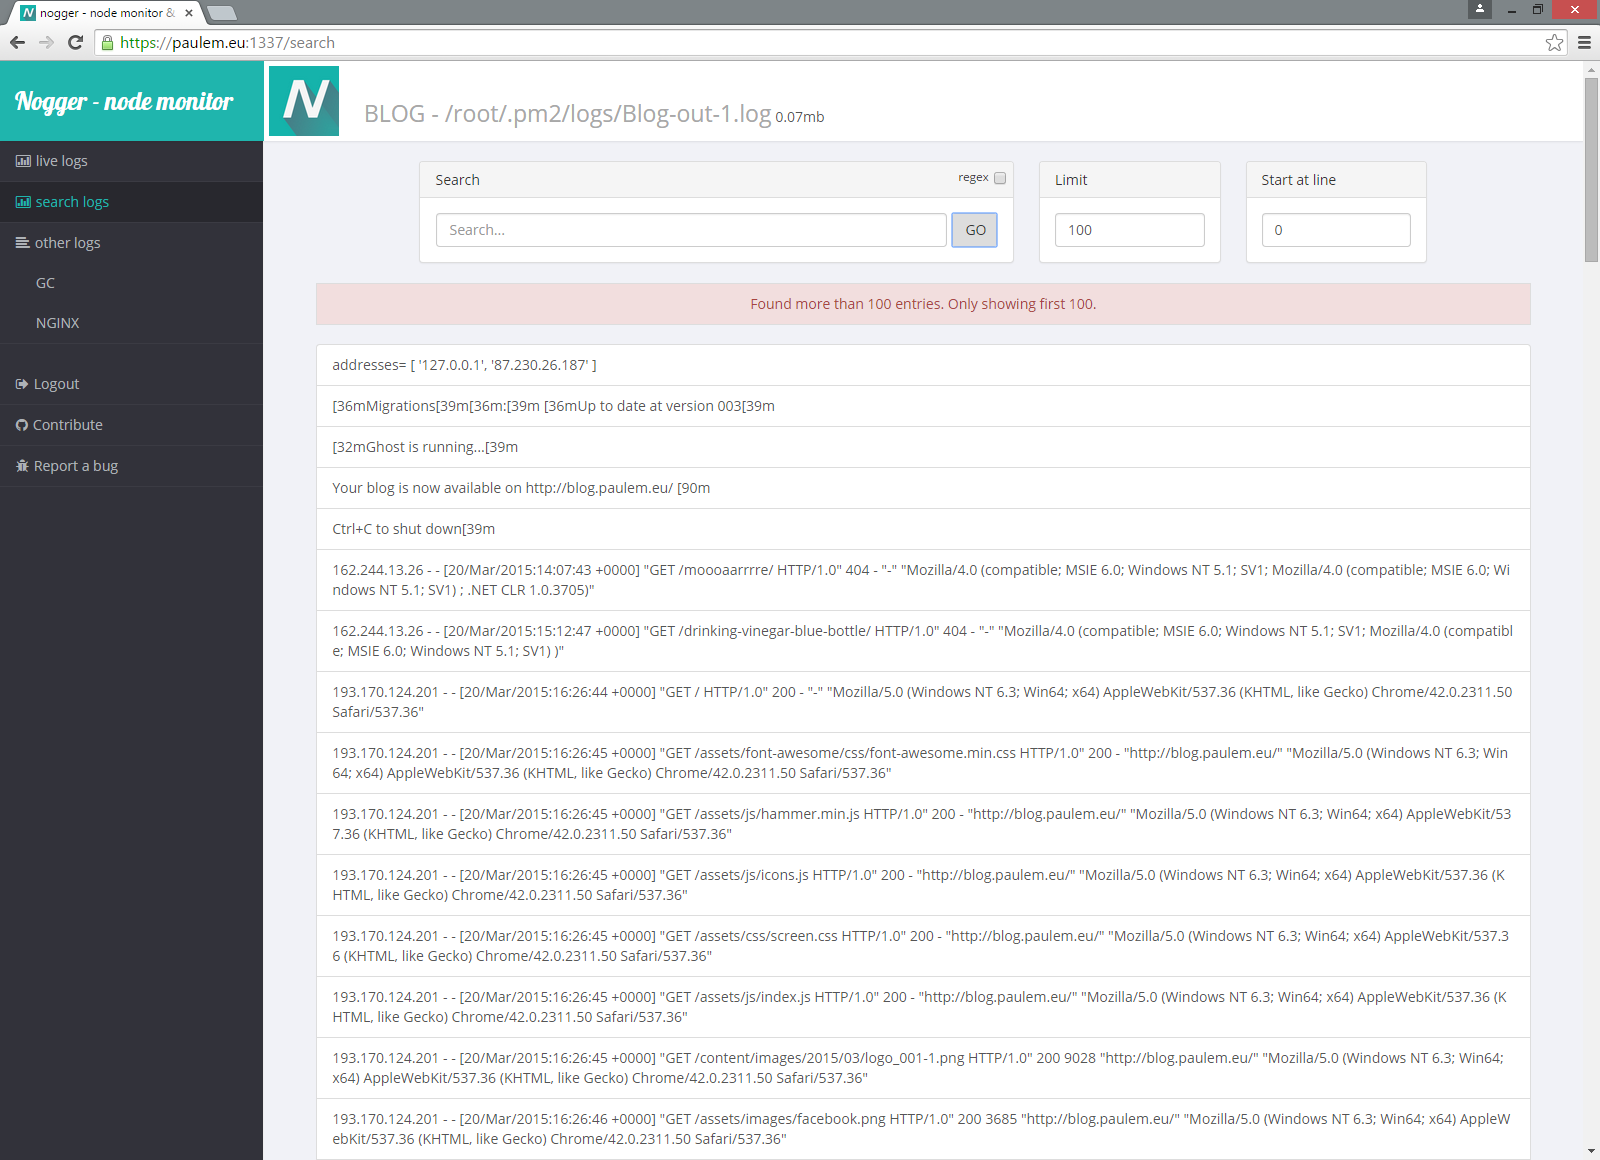 nogger - node monitor &
https://paulem.eu:1337/search
Nogger - node monitor
N
BLOG - /root/.pm2/logs/Blog-out-1.log 0.07mb
live logs
search logs
other logs
GC
NGINX
Logout
Contribute
Report a bug
Search
regex
Limit
Start at line
Search...
GO
100
0
Found more than 100 entries. Only showing first 100.
addresses= [ '127.0.0.1', '87.230.26.187' ]
[36mMigrations[39m[36m:[39m [36mUp to date at version 003[39m
[32mGhost is running...[39m
Your blog is now available on http://blog.paulem.eu/ [90m
Ctrl+C to shut down[39m
162.244.13.26 - - [20/Mar/2015:14:07:43 +0000] "GET /moooaarrrre/ HTTP/1.0" 404 - "-" "Mozilla/4.0 (compatible; MSIE 6.0; Windows NT 5.1; SV1; Mozilla/4.0 (compatible; MSIE 6.0; Wi
ndows NT 5.1; SV1) ; .NET CLR 1.0.3705)"
162.244.13.26 - - [20/Mar/2015:15:12:47 +0000] "GET /drinking-vinegar-blue-bottle/ HTTP/1.0" 404 - "-" "Mozilla/4.0 (compatible; MSIE 6.0; Windows NT 5.1; SV1; Mozilla/4.0 (compatibl
e; MSIE 6.0; Windows NT 5.1; SV1) )"
193.170.124.201 - - [20/Mar/2015:16:26:44 +0000] "GET / HTTP/1.0" 200 - "-" "Mozilla/5.0 (Windows NT 6.3; Win64; x64) AppleWebKit/537.36 (KHTML, like Gecko) Chrome/42.0.2311.50
Safari/537.36"
193.170.124.201 - - [20/Mar/2015:16:26:45 +0000] "GET /assets/font-awesome/css/font-awesome.min.css HTTP/1.0" 200 - "http://blog.paulem.eu/" "Mozilla/5.0 (Windows NT 6.3; Win
64; x64) AppleWebKit/537.36 (KHTML, like Gecko) Chrome/42.0.2311.50 Safari/537.36"
193.170.124.201 - - [20/Mar/2015:16:26:45 +0000] "GET /assets/js/hammer.min.js HTTP/1.0" 200 - "http://blog.paulem.eu/" "Mozilla/5.0 (Windows NT 6.3; Win64; x64) AppleWebKit/53
7.36 (KHTML, like Gecko) Chrome/42.0.2311.50 Safari/537.36"
193.170.124.201 - - [20/Mar/2015:16:26:45 +0000] "GET /assets/js/icons.js HTTP/1.0" 200 - "http://blog.paulem.eu/" "Mozilla/5.0 (Windows NT 6.3; Win64; x64) AppleWebKit/537.36 (K
HTML, like Gecko) Chrome/42.0.2311.50 Safari/537.36"
193.170.124.201 - - [20/Mar/2015:16:26:45 +0000] "GET /assets/css/screen.css HTTP/1.0" 200 - "http://blog.paulem.eu/" "Mozilla/5.0 (Windows NT 6.3; Win64; x64) AppleWebKit/537.3
6 (KHTML, like Gecko) Chrome/42.0.2311.50 Safari/537.36"
193.170.124.201 - - [20/Mar/2015:16:26:45 +0000] "GET /assets/js/index.js HTTP/1.0" 200 - "http://blog.paulem.eu/" "Mozilla/5.0 (Windows NT 6.3; Win64; x64) AppleWebKit/537.36 (K
HTML, like Gecko) Chrome/42.0.2311.50 Safari/537.36"
193.170.124.201 - - [20/Mar/2015:16:26:45 +0000] "GET /content/images/2015/03/logo_001-1.png HTTP/1.0" 200 9028 "http://blog.paulem.eu/" "Mozilla/5.0 (Windows NT 6.3; Win64;
x64) AppleWebKit/537.36 (KHTML, like Gecko) Chrome/42.0.2311.50 Safari/537.36"
193.170.124.201 - - [20/Mar/2015:16:26:46 +0000] "GET /assets/images/facebook.png HTTP/1.0" 200 3685 "http://blog.paulem.eu/" "Mozilla/5.0 (Windows NT 6.3; Win64; x64) AppleW
ebKit/537.36 (KHTML, like Gecko) Chrome/42.0.2311.50 Safari/537.36"